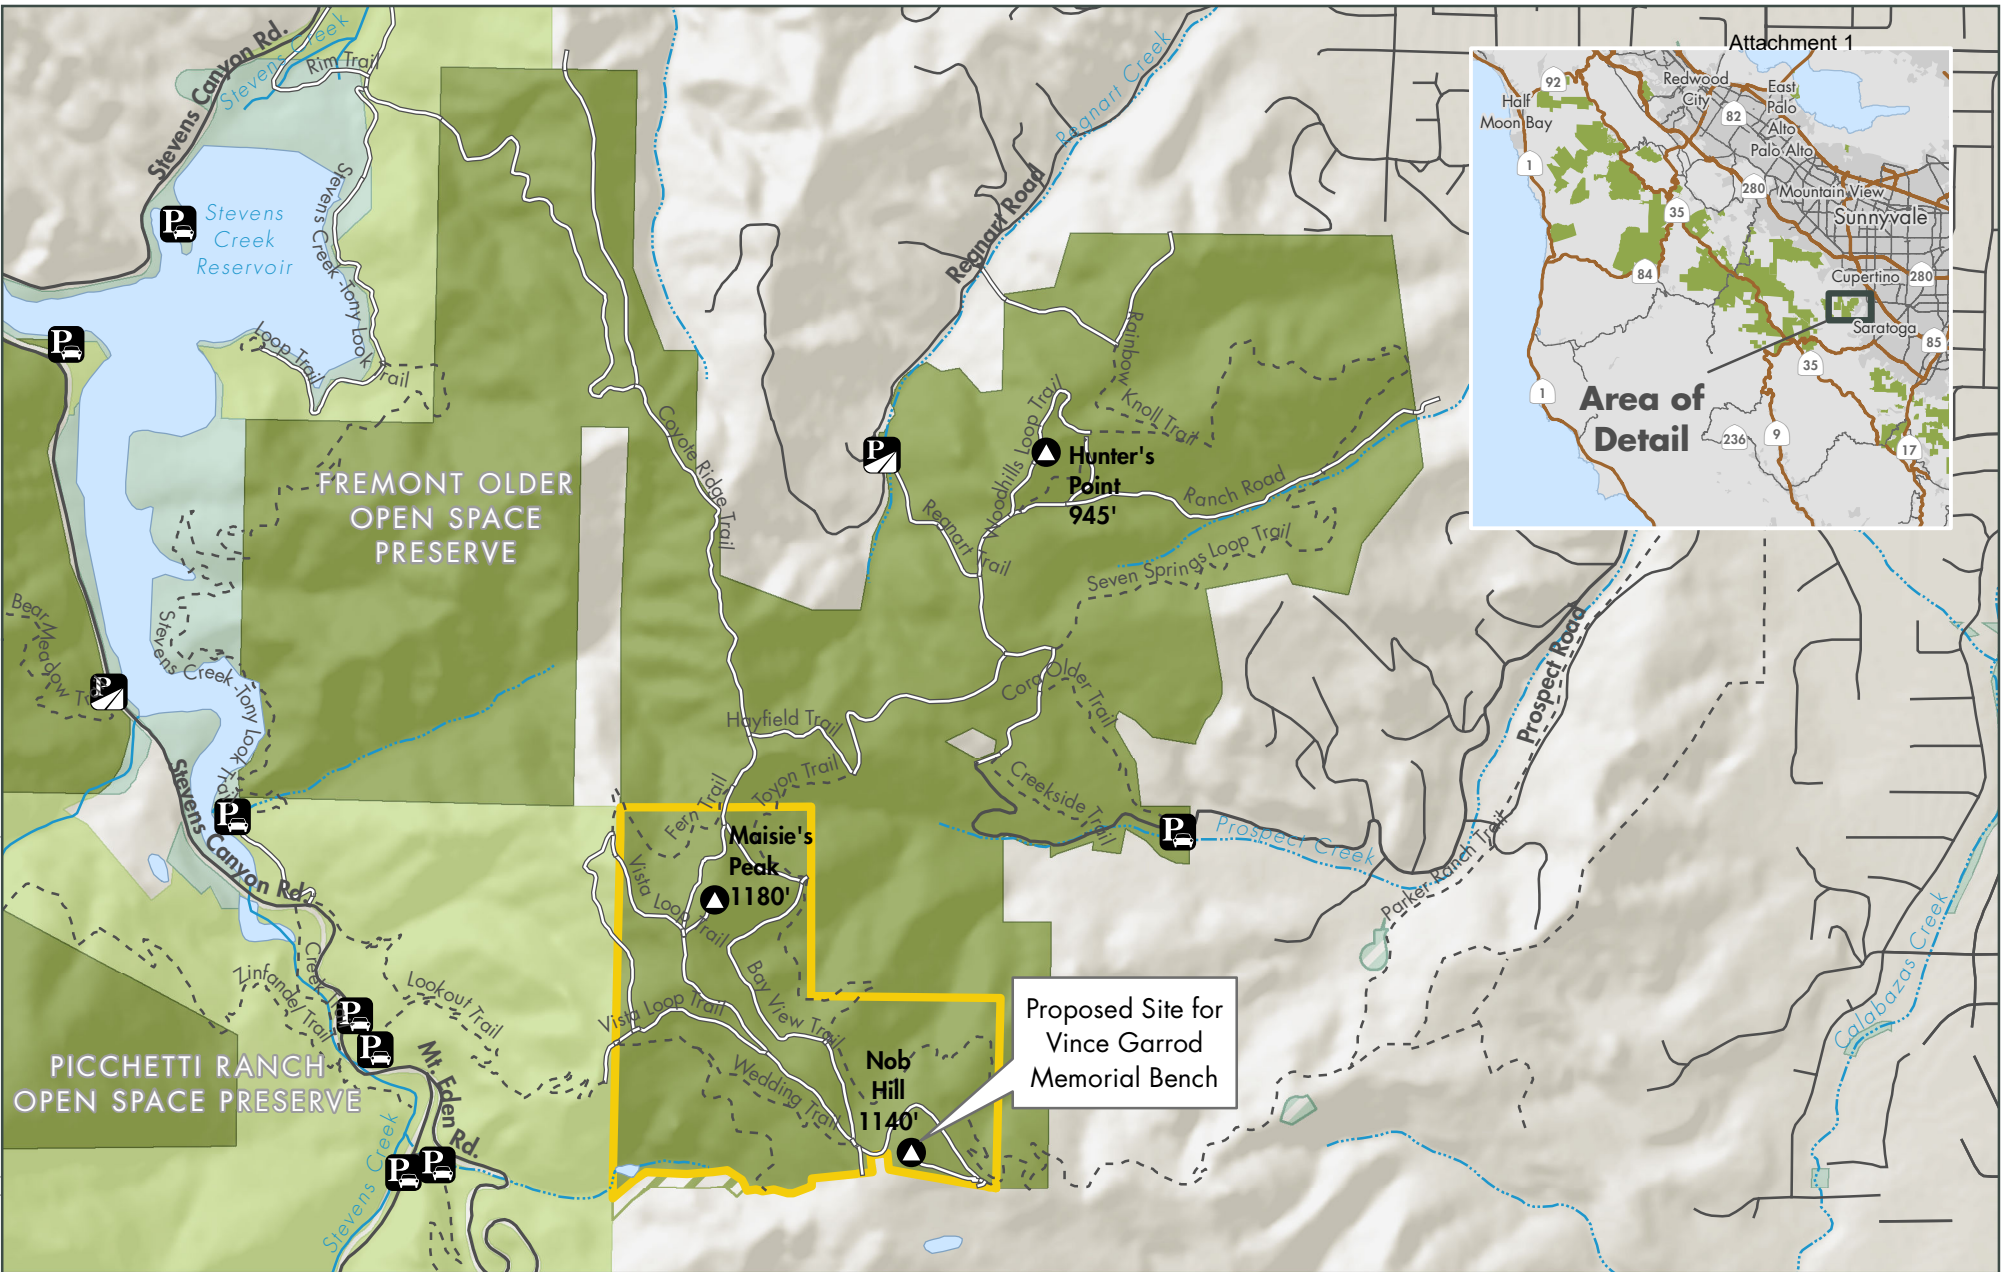 Attachment 1
Stevens Canyon Rd.
Stevens Creek
Rim Trail
Stevens
Creek
Reservoir
Stevens Creek-Tony Look Trail
Loop Trail
Regnart Creek
Regnart Road
Rainbow Knoll Trail
Woodhills Loop Trail
Hunter's
Point
945'
Ranch Road
Regnart Trail
Seven Springs Loop Trail
Coyote Ridge Trail
FREMONT OLDER
OPEN SPACE
PRESERVE
Bear Meadow Trail
Stevens Creek-Tony Look Trail
Stevens Canyon Rd.
Hayfield Trail
Cora Older Trail
Toyon Trail
Fern Trail
Creekside Trail
Prospect Creek
Prospect Road
Parker Ranch Trail
Calabazas Creek
Maisie's
Peak
1180'
Vista Loop Trail
Bay View Trail
Vista Loop Trail
Wedding Trail
Nob
Hill
1140'
Proposed Site for
Vince Garrod
Memorial Bench
Creek Trail
Zinfandel Trail
Lookout Trail
Mt. Eden Rd.
PICCHETTI RANCH
OPEN SPACE PRESERVE
Stevens Creek
P
P
P
P
P
P
P
P
P
P
92
Half
Moon Bay
Redwood
City
East
Palo
Alto
82
Palo Alto
1
280
Mountain View
35
Sunnyvale
84
Cupertino
280
Saratoga
85
35
1
Area of
Detail
236
9
17